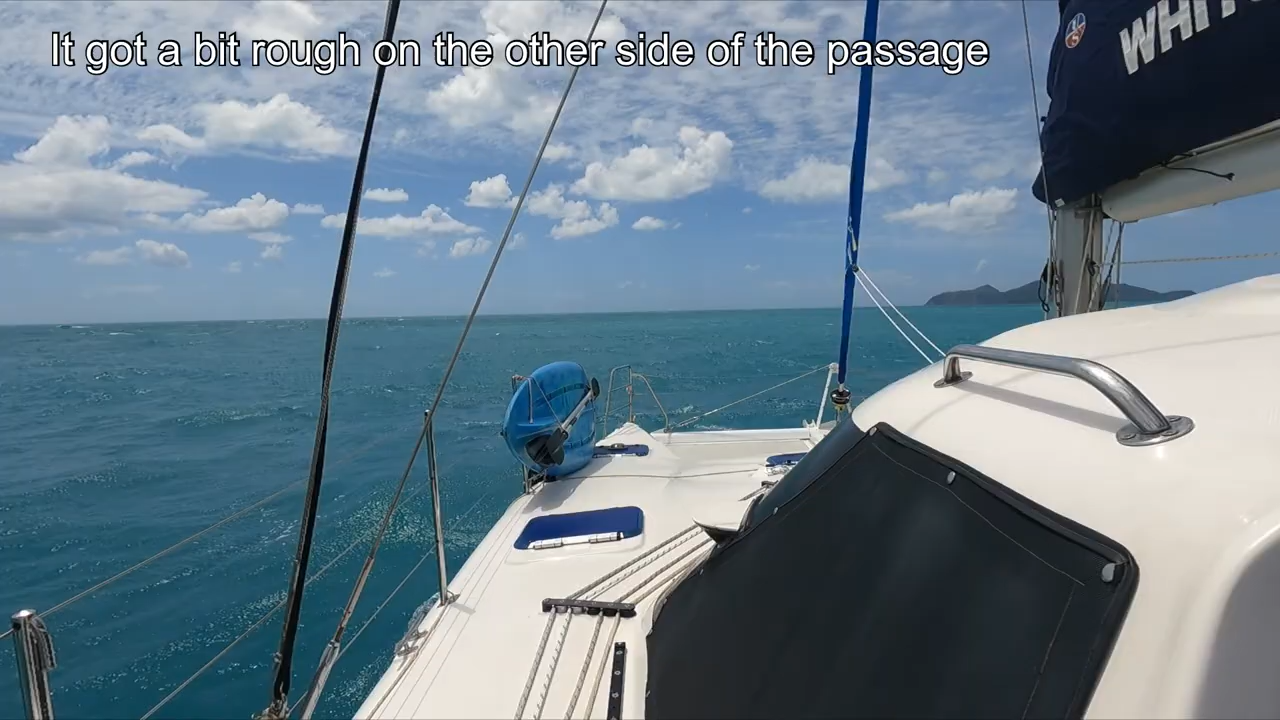 It got a bit rough on the other side of the passage